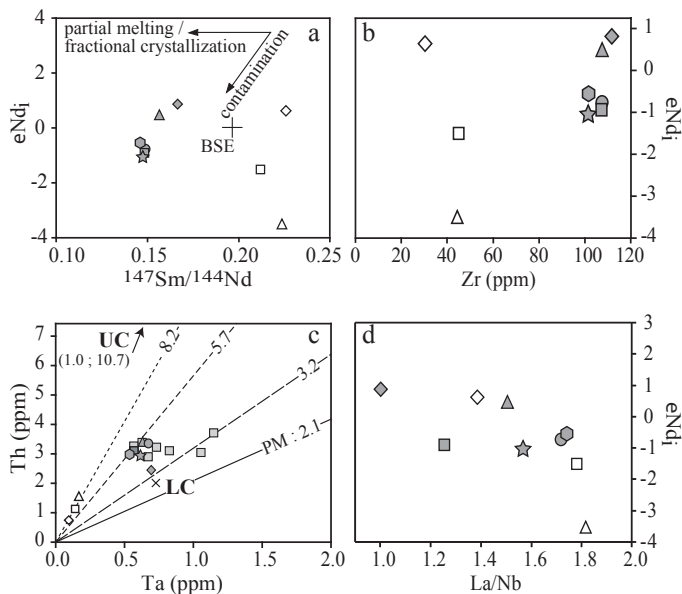 4
2
0
-2
-4
eNdi
partial melting /
fractional crystallization
contamination
BSE
a
0.10
0.15
0.20
0.25
147Sm/144Nd
b
1
0
-1
-2
-3
-4
eNdi
0
20
40
60
80
100
120
Zr (ppm)
7
6
5
4
3
2
1
0
Th (ppm)
UC
(1.0 ; 10.7)
8.2
5.7
3.2
PM : 2.1
LC
c
0.0
0.5
1.0
1.5
2.0
Ta (ppm)
d
3
2
1
0
-1
-2
-3
-4
eNdi
1.0
1.2
1.4
1.6
1.8
2.0
La/Nb